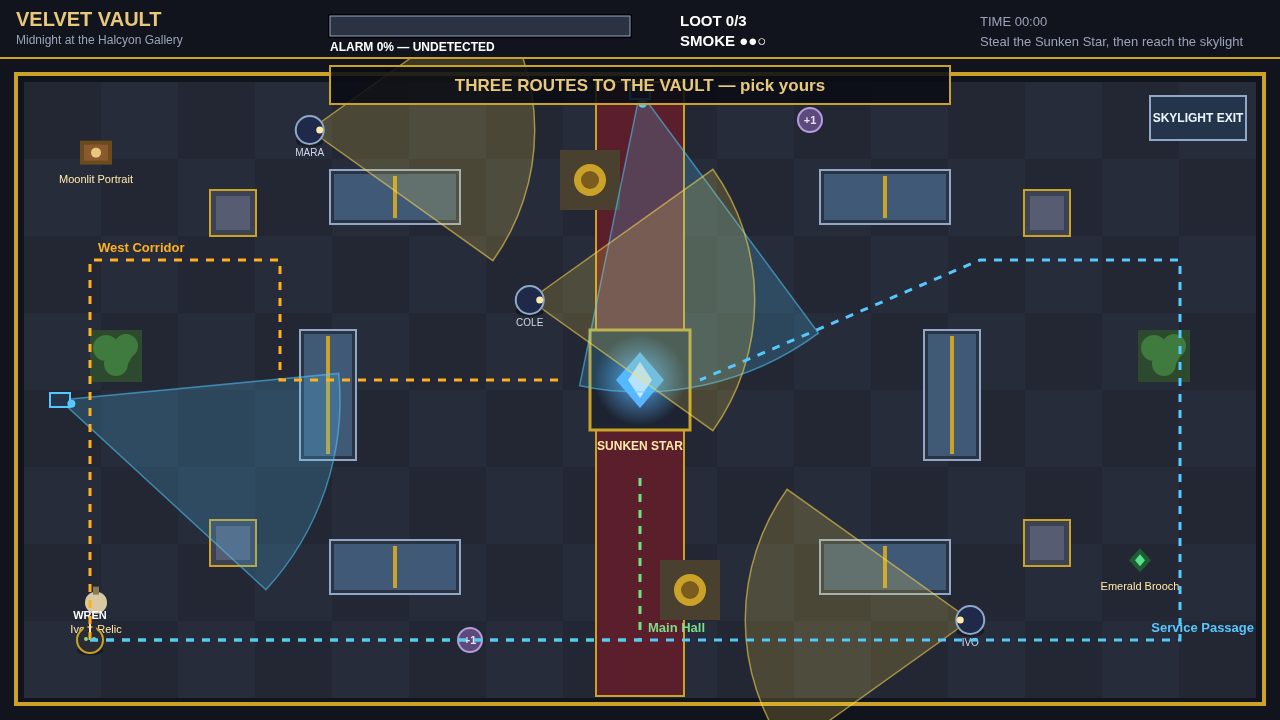 VELVET VAULT
Midnight at the Halcyon Gallery
ALARM 0% — UNDETECTED
LOOT 0/3
SMOKE ●●○
TIME 00:00
Steal the Sunken Star, then reach the skylight
THREE ROUTES TO THE VAULT — pick yours
SKYLIGHT EXIT
+1
MARA
Moonlit Portrait
West Corridor
COLE
SUNKEN STAR
Emerald Brooch
WREN
Ivory Relic
Main Hall
Service Passage
+1
IVO